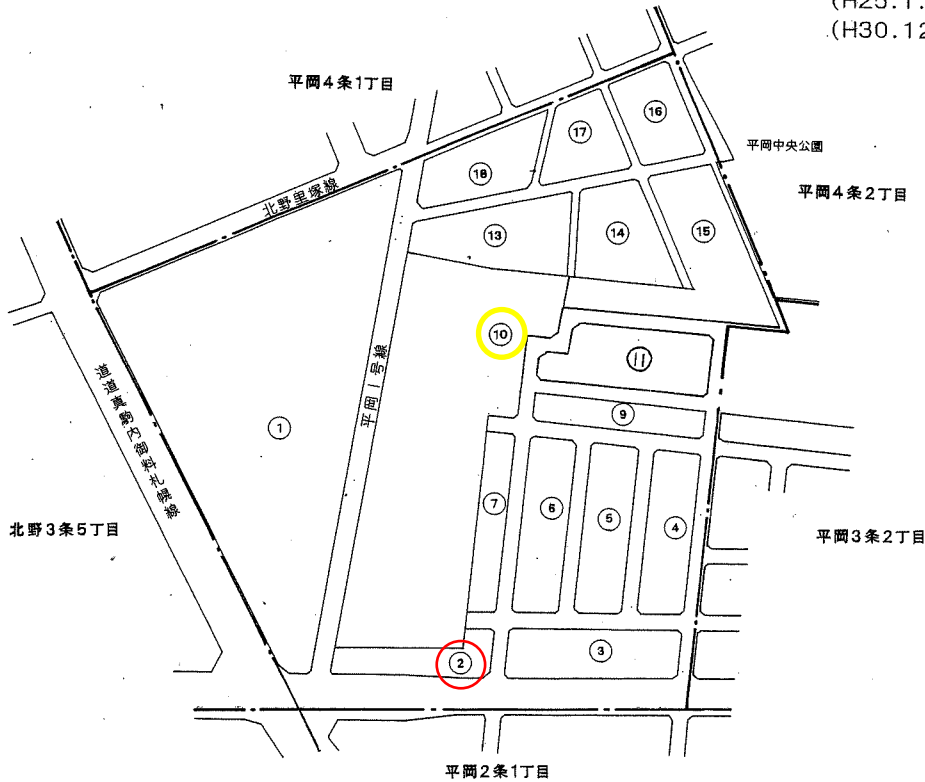 (H25.1.
(H30.12
平岡4条1丁目
⑯
⑰
平岡中央公園
⑱
平岡4条2丁目
北野里塚線
⑬
⑭
⑮
⑩
⑪
平岡1号線
⑨
道道真駒内御料札幌線
①
⑦
⑥
⑤
④
北野3条5丁目
平岡3条2丁目
②
③
平岡2条1丁目